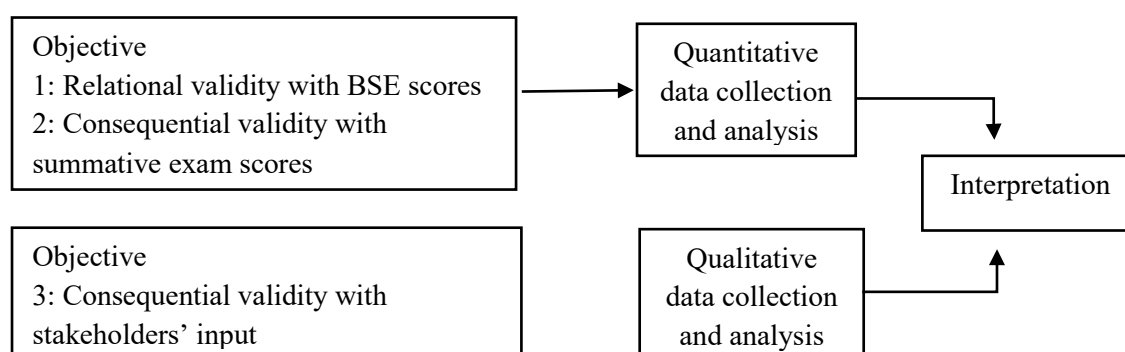 Objective
1: Relational validity with BSE scores
2: Consequential validity with
summative exam scores
Quantitative
data collection
and analysis
Interpretation
Objective
3: Consequential validity with
stakeholders’ input
Qualitative
data collection
and analysis